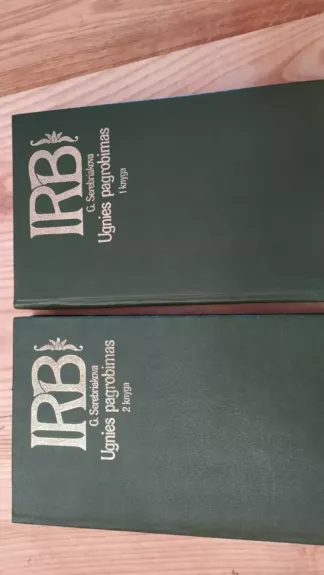 IRB
G. Serebriakova
Ugnies pagrobimas
1 knyga
IRB
G. Serebriakova
Ugnies pagrobimas
2 knyga